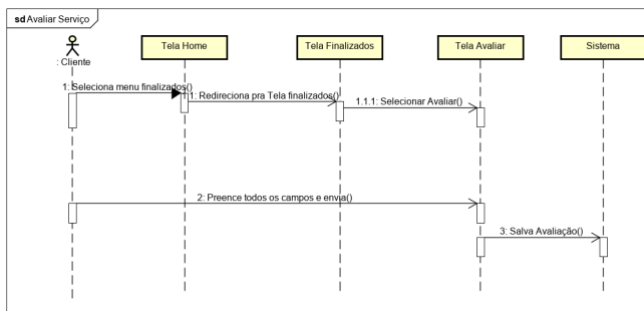 sd Avaliar Serviço
Tela Home
Tela Finalizados
Tela Avaliar
Sistema
: Cliente
1: Seleciona menu finalizados()
1.1: Redireciona pra Tela finalizados()
1.1.1: Selecionar Avaliar()
2: Preence todos os campos e envia()
3: Salva Avaliação()